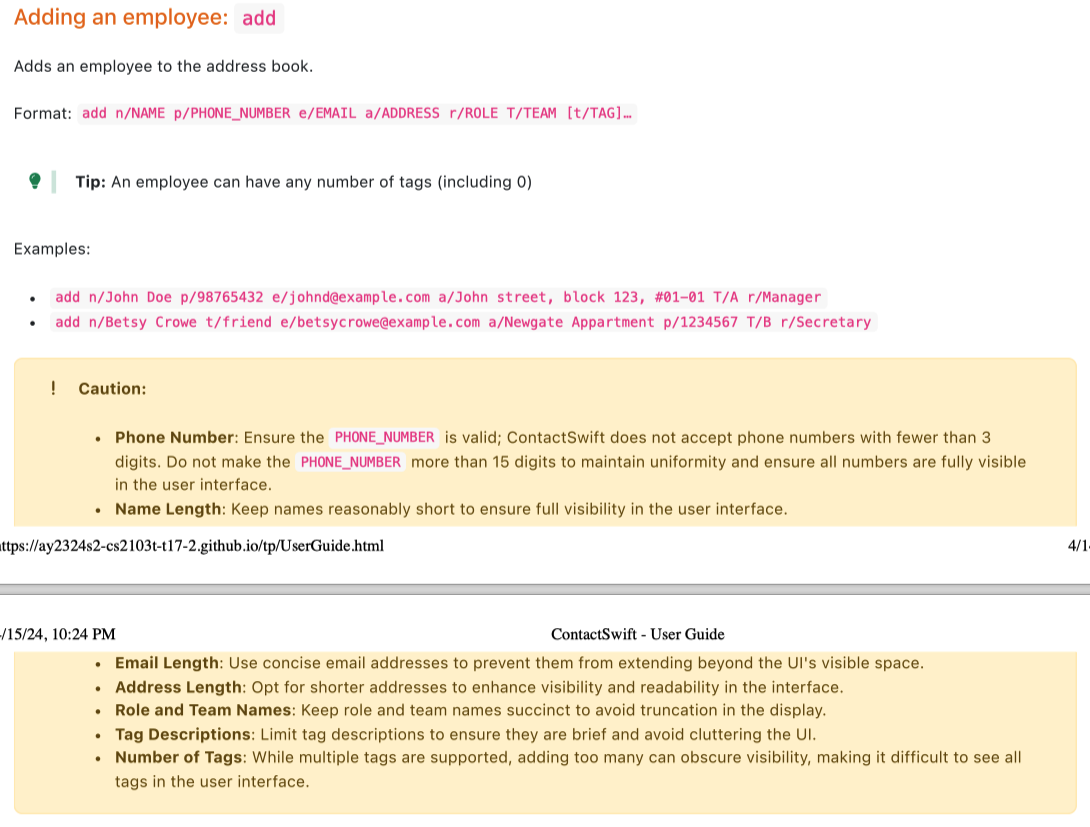 Adding an employee: add
Adds an employee to the address book.
Format: add n/NAME p/PHONE_NUMBER e/EMAIL a/ADDRESS r/ROLE T/TEAM [t/TAG]…
Tip: An employee can have any number of tags (including 0)
Examples:
• add n/John Doe p/98765432 e/johnd@example.com a/John street, block 123, #01-01 T/A r/Manager
• add n/Betsy Crowe t/friend e/betsycrowe@example.com a/Newgate Appartment p/1234567 T/B r/Secretary
! Caution:
• Phone Number: Ensure the PHONE_NUMBER is valid; ContactSwift does not accept phone numbers with fewer than 3
digits. Do not make the PHONE_NUMBER more than 15 digits to maintain uniformity and ensure all numbers are fully visible
in the user interface.
• Name Length: Keep names reasonably short to ensure full visibility in the user interface.
ttps://ay2324s2-cs2103t-t17-2.github.io/tp/UserGuide.html 4/1
/15/24, 10:24 PM ContactSwift - User Guide
• Email Length: Use concise email addresses to prevent them from extending beyond the UI's visible space.
• Address Length: Opt for shorter addresses to enhance visibility and readability in the interface.
• Role and Team Names: Keep role and team names succinct to avoid truncation in the display.
• Tag Descriptions: Limit tag descriptions to ensure they are brief and avoid cluttering the UI.
• Number of Tags: While multiple tags are supported, adding too many can obscure visibility, making it difficult to see all
tags in the user interface.